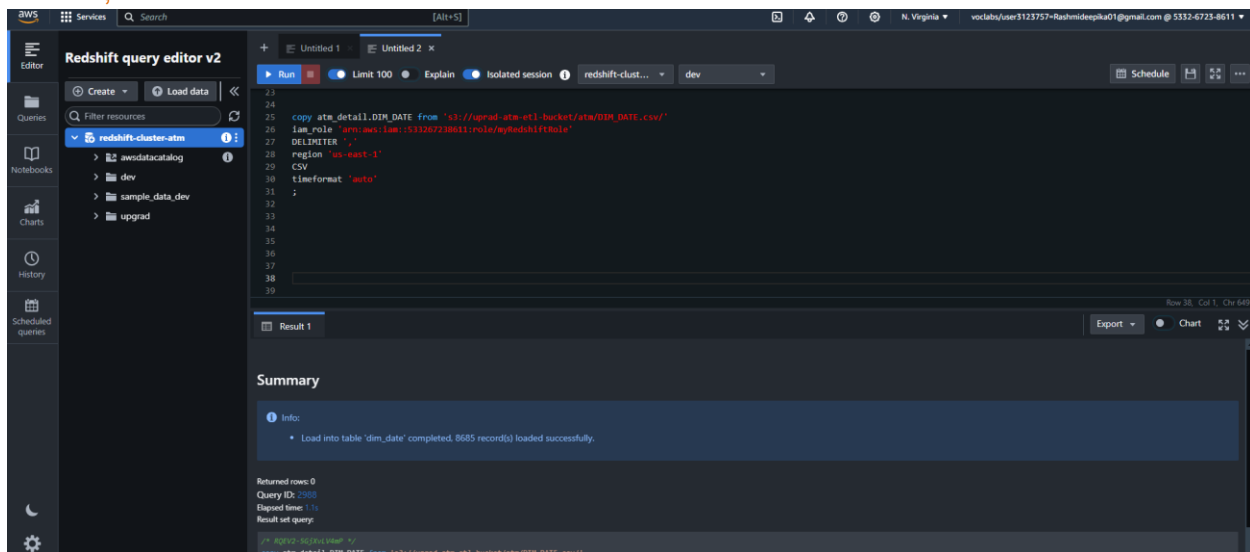 aws Services Search [Alt+S] N. Virginia voclabs/user3123757=Rashmideepika01@gmail.com @ 5332-6723-8611
Editor
Queries
Notebooks
Charts
History
Scheduled
queries
Redshift query editor v2
Create Load data
Filter resources
redshift-cluster-atm
awsdatacatalog
dev
sample_data_dev
upgrad
+ Untitled 1 Untitled 2 ×
Run Limit 100 Explain Isolated session redshift-clust... dev Schedule
23
24
25 copy atm_detail.DIM_DATE from 's3://uprad-atm-etl-bucket/atm/DIM_DATE.csv/'
26 iam_role 'arn:aws:iam::533267238611:role/myRedshiftRole'
27 DELIMITER ','
28 region 'us-east-1'
29 CSV
30 timeformat 'auto'
31 ;
32
33
34
35
36
37
38
39
Row 38, Col 1, Chr 649
Result 1 Export Chart
Summary
Info:
• Load into table 'dim_date' completed, 8685 record(s) loaded successfully.
Returned rows: 0
Query ID: 2988
Elapsed time: 1.1s
Result set query: